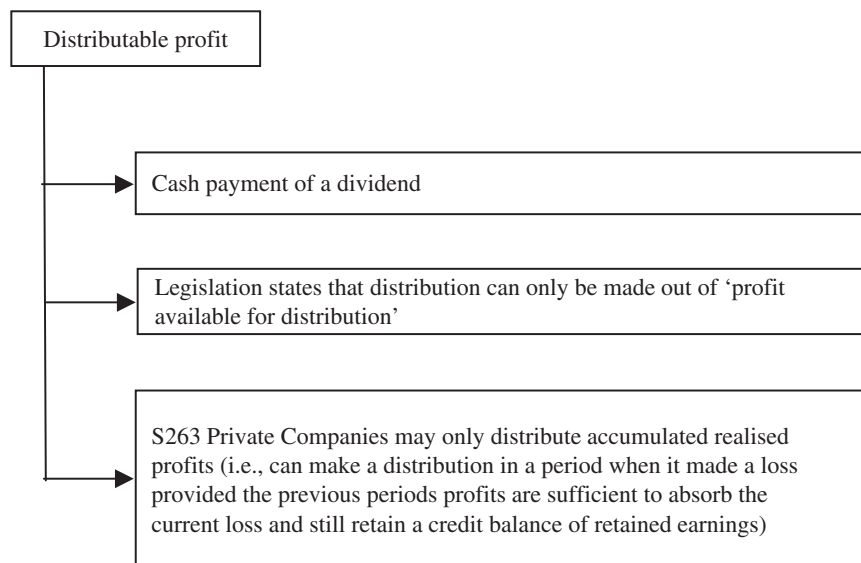 Distributable profit
Cash payment of a dividend
Legislation states that distribution can only be made out of ‘profit
available for distribution’
S263 Private Companies may only distribute accumulated realised
profits (i.e., can make a distribution in a period when it made a loss
provided the previous periods profits are sufficient to absorb the
current loss and still retain a credit balance of retained earnings)